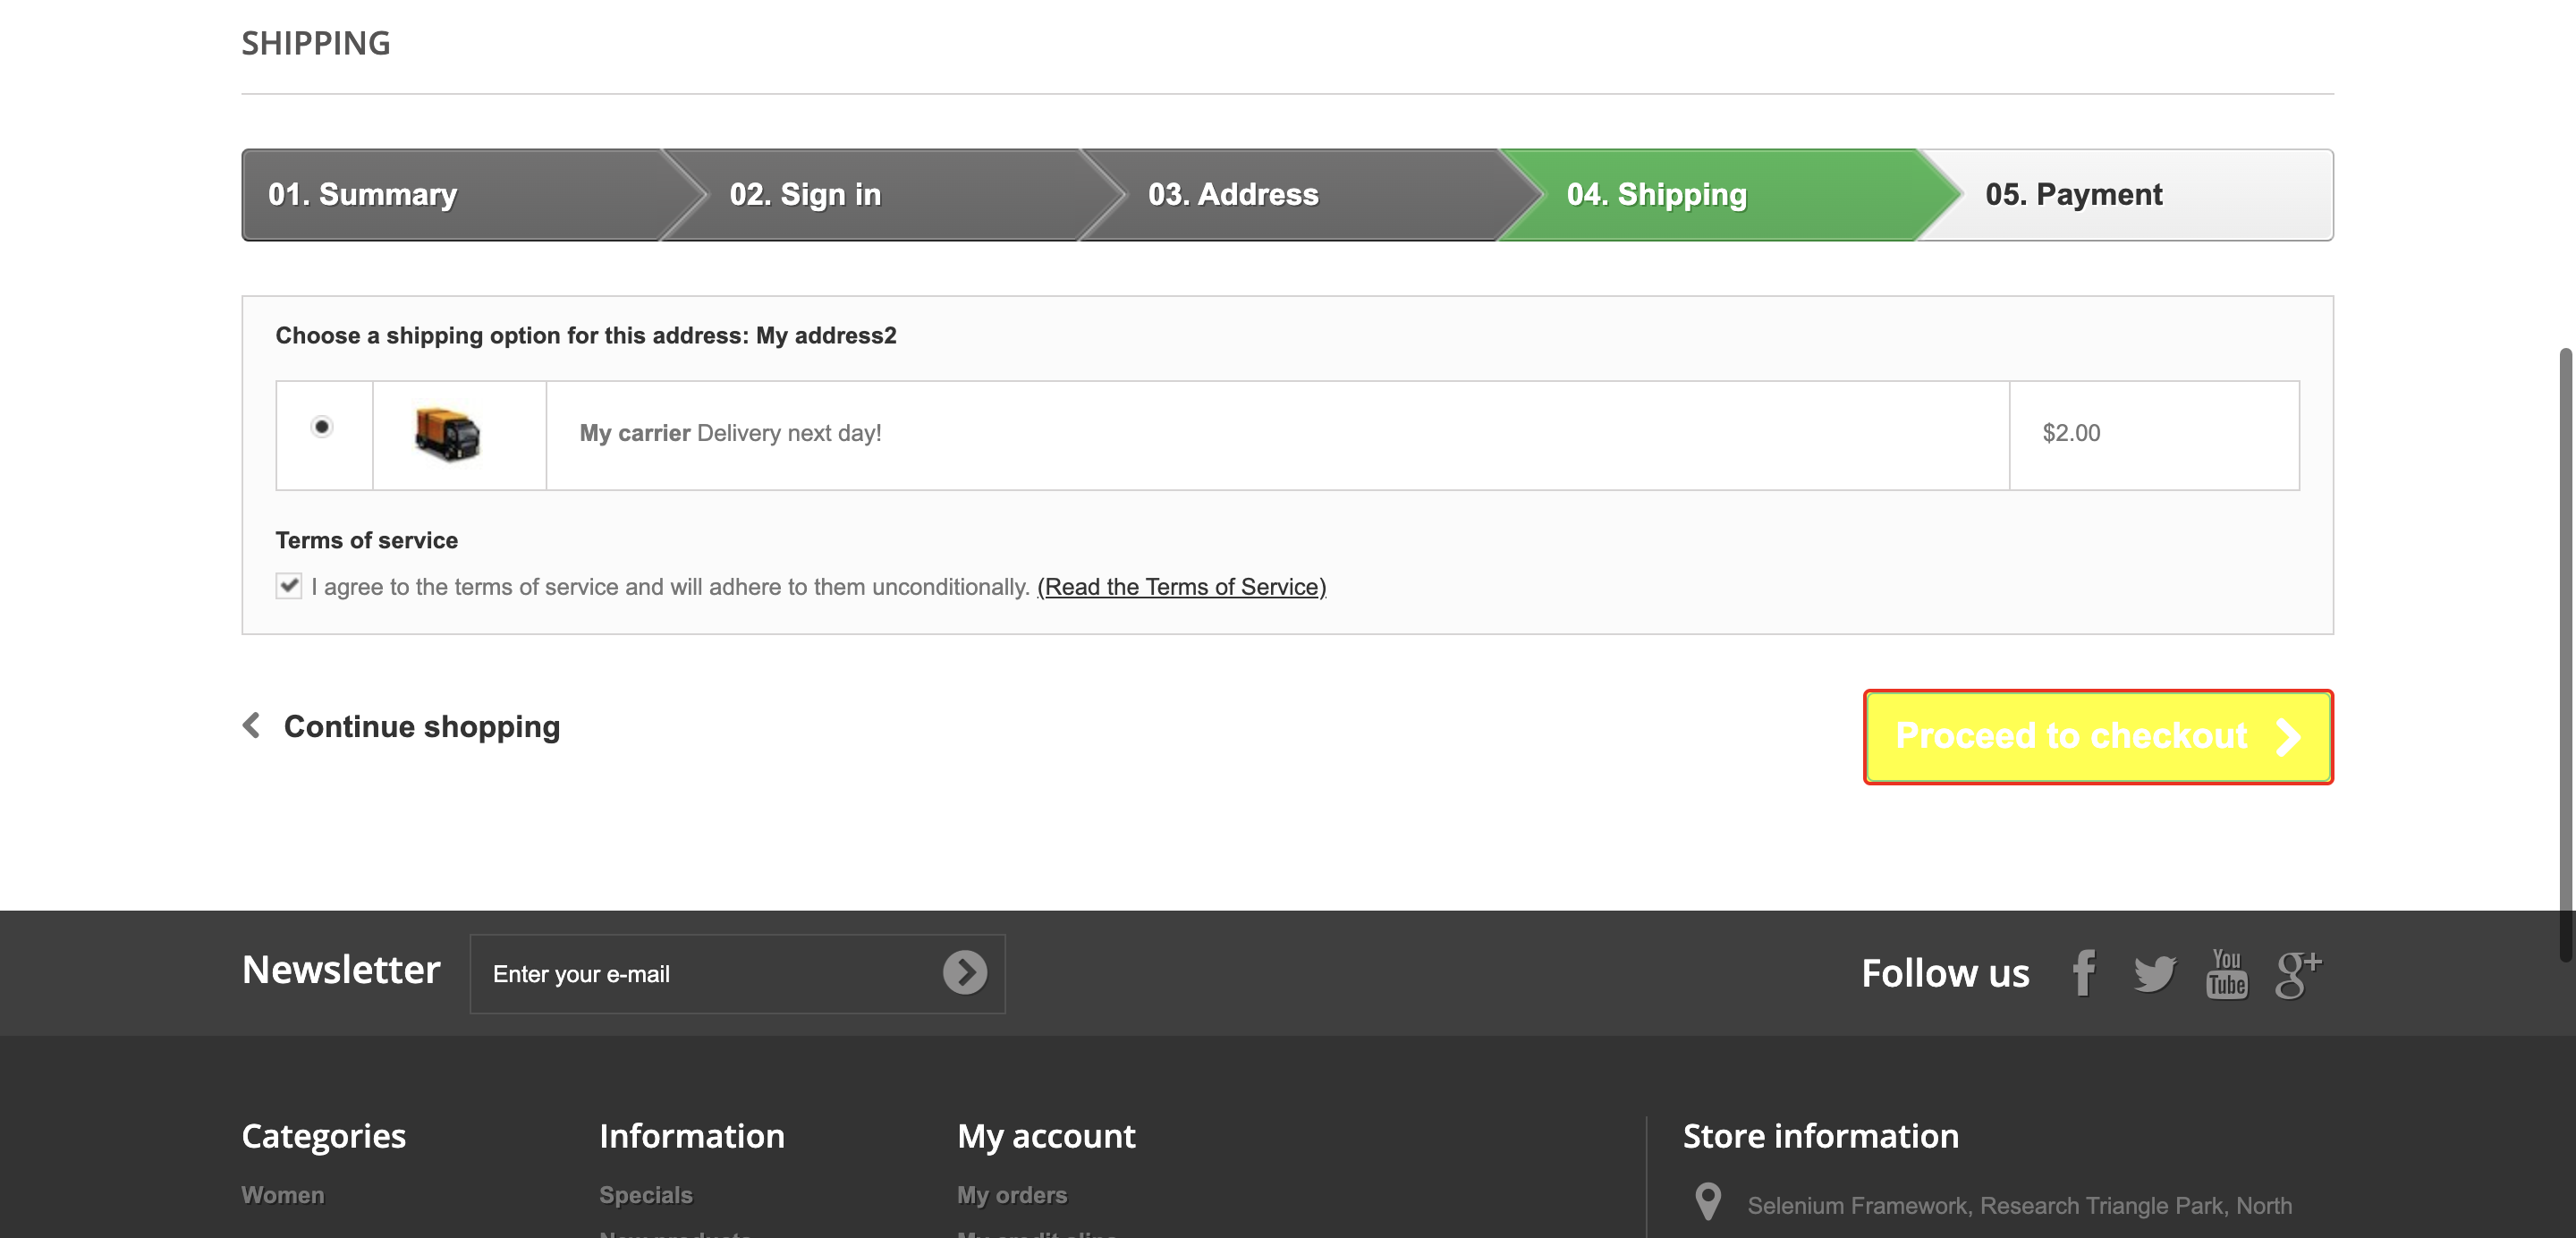 SHIPPING
01. Summary
02. Sign in
03. Address
04. Shipping
05. Payment
Choose a shipping option for this address: My address2
My carrier Delivery next day!
$2.00
Terms of service
I agree to the terms of service and will adhere to them unconditionally. (Read the Terms of Service)
Continue shopping
Proceed to checkout
Newsletter
Enter your e-mail
Follow us
You
Tube
g+
Categories
Information
My account
Store information
Women
Specials
My orders
Selenium Framework, Research Triangle Park, North